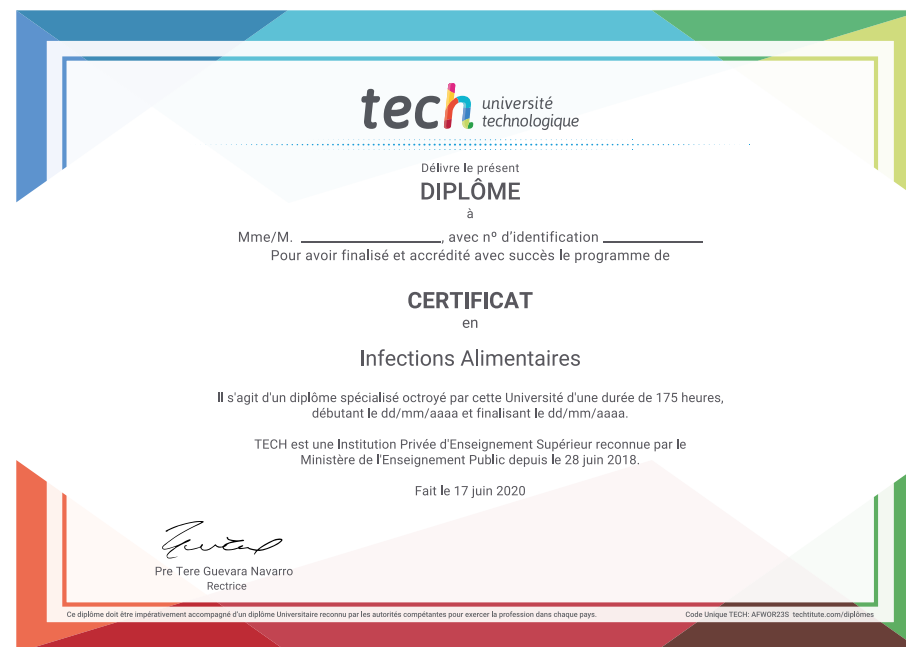 tech université
technologique
Délivre le présent
DIPLÔME
à
Mme/M. ____________________, avec nº d'identification ______________
Pour avoir finalisé et accrédité avec succès le programme de
CERTIFICAT
en
Infections Alimentaires
Il s'agit d'un diplôme spécialisé octroyé par cette Université d'une durée de 175 heures,
débutant le dd/mm/aaaa et finalisant le dd/mm/aaaa.
TECH est une Institution Privée d'Enseignement Supérieur reconnue par le
Ministère de l'Enseignement Public depuis le 28 juin 2018.
Fait le 17 juin 2020
Pre Tere Guevara Navarro
Rectrice
Ce diplôme doit être impérativement accompagné d'un diplôme Universitaire reconnu par les autorités compétantes pour exercer la profession dans chaque pays. Code Unique TECH: AFWOR23S techtitute.com/diplômes